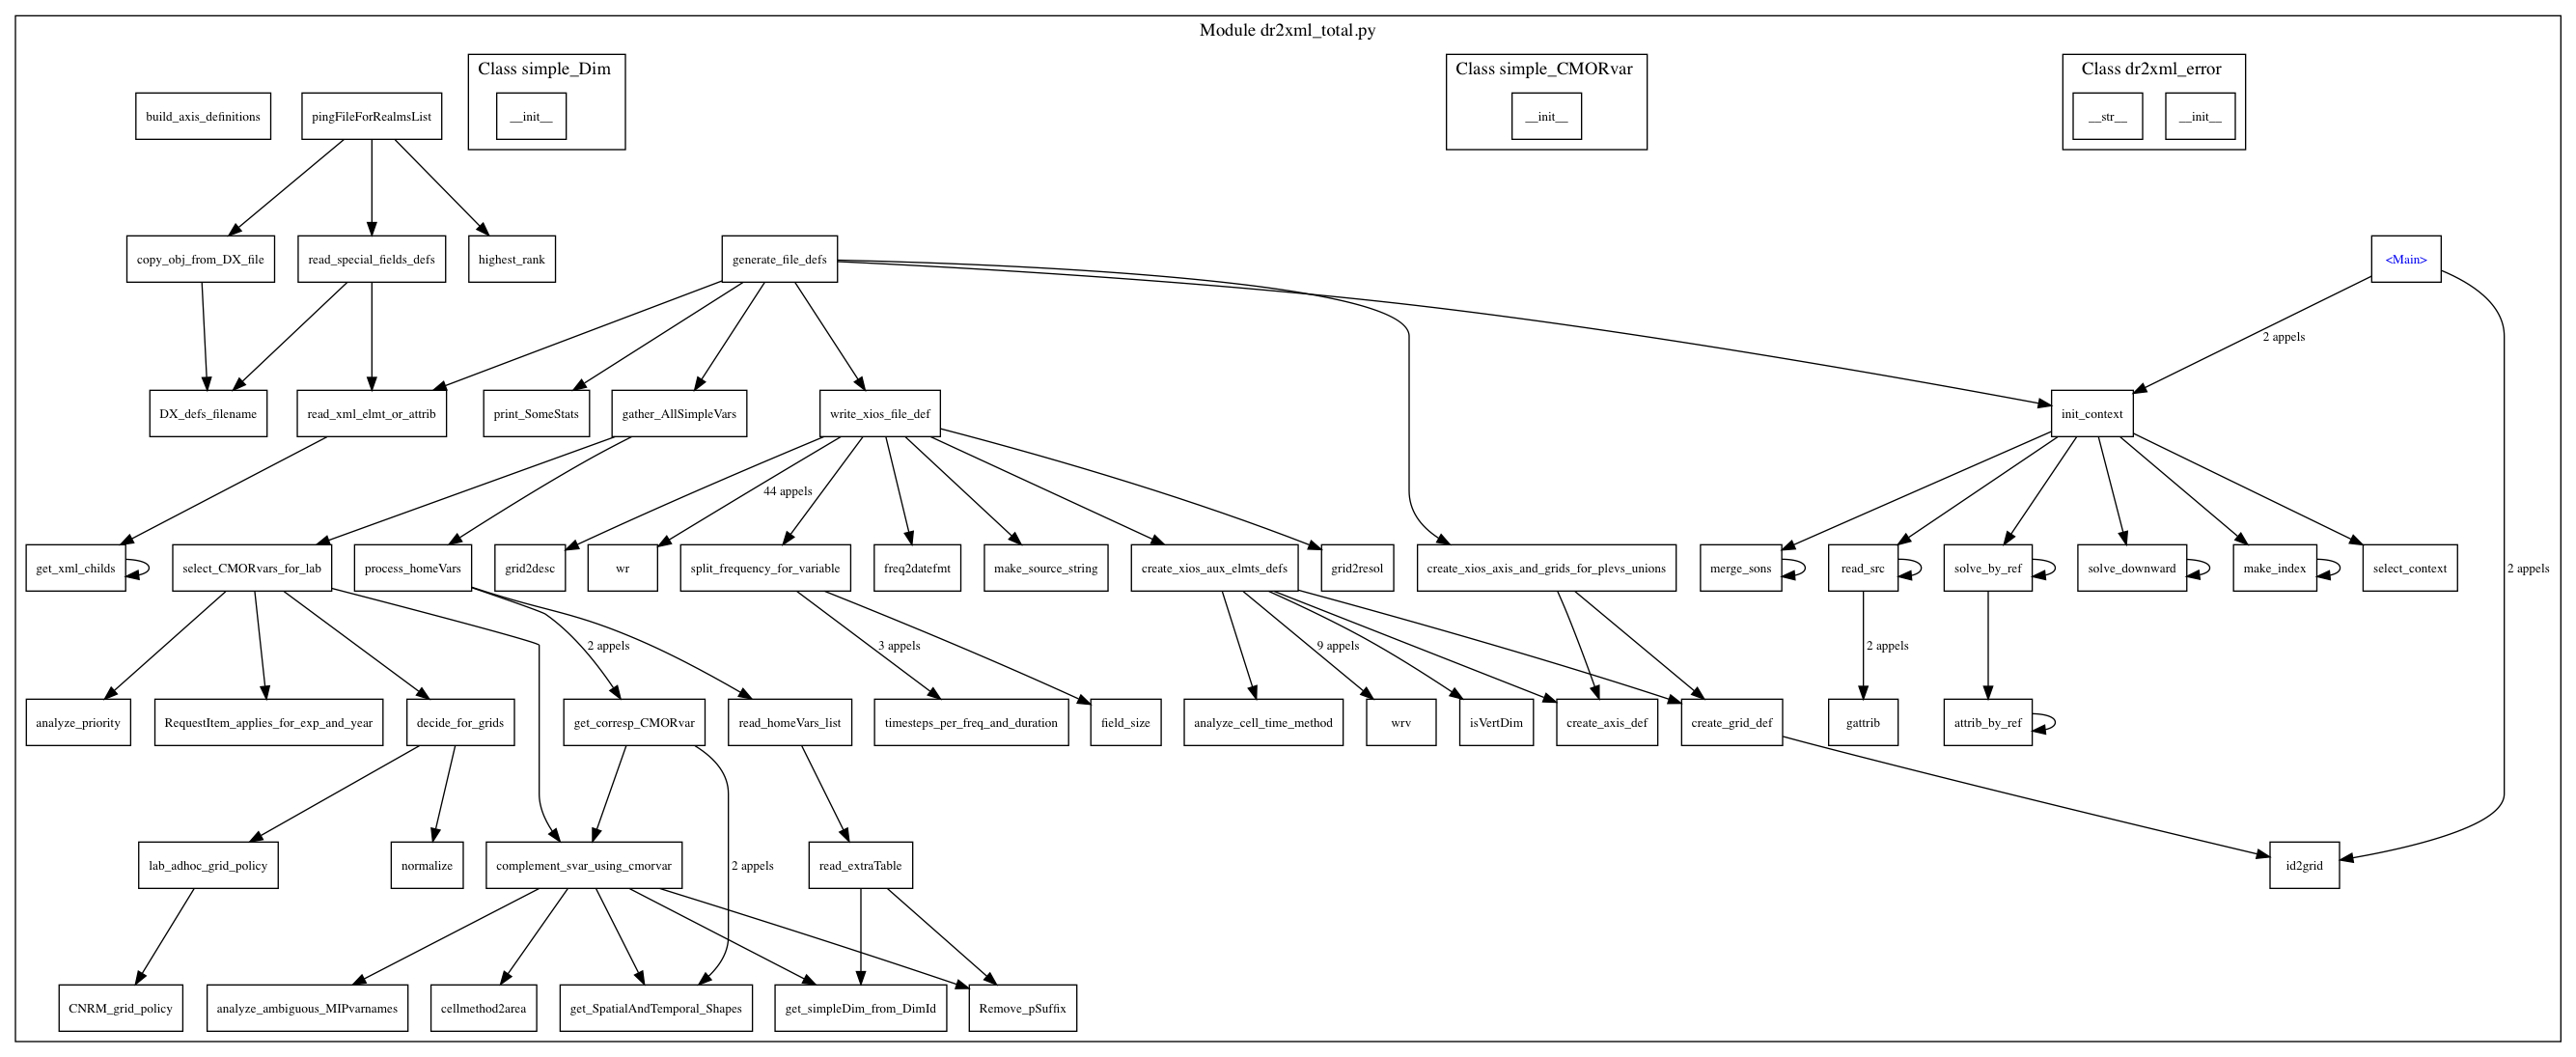 Module dr2xml_total.py
Class simple_Dim
Class simple_CMORvar
Class dr2xml_error
build_axis_definitions
pingFileForRealmsList
__init__
__init__
__str__
__init__
copy_obj_from_DX_file
read_special_fields_defs
highest_rank
generate_file_defs
<Main>
2 appels
DX_defs_filename
read_xml_elmt_or_attrib
print_SomeStats
gather_AllSimpleVars
write_xios_file_def
init_context
44 appels
get_xml_childs
select_CMORvars_for_lab
process_homeVars
grid2desc
wr
split_frequency_for_variable
freq2datefmt
make_source_string
create_xios_aux_elmts_defs
grid2resol
create_xios_axis_and_grids_for_plevs_unions
merge_sons
read_src
solve_by_ref
solve_downward
make_index
select_context
2 appels
2 appels
3 appels
9 appels
2 appels
analyze_priority
RequestItem_applies_for_exp_and_year
decide_for_grids
get_corresp_CMORvar
read_homeVars_list
timesteps_per_freq_and_duration
field_size
analyze_cell_time_method
wrv
isVertDim
create_axis_def
create_grid_def
gattrib
attrib_by_ref
lab_adhoc_grid_policy
normalize
complement_svar_using_cmorvar
2 appels
read_extraTable
id2grid
CNRM_grid_policy
analyze_ambiguous_MIPvarnames
cellmethod2area
get_SpatialAndTemporal_Shapes
get_simpleDim_from_DimId
Remove_pSuffix